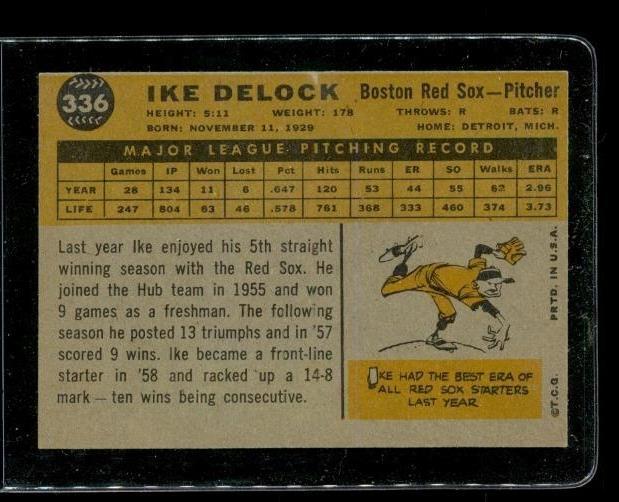 336
IKE DELOCK Boston Red Sox—Pitcher
HEIGHT: 5:11 WEIGHT: 178 THROWS: R BATS: R
BORN: NOVEMBER 11, 1929 HOME: DETROIT, MICH.
MAJOR LEAGUE PITCHING RECORD
Games IP Won Lost Pct Hits Runs ER SO Walks ERA
YEAR 28 134 11 6 .647 120 53 44 55 62 2.96
LIFE 247 804 63 46 .578 761 368 333 460 374 3.73
Last year Ike enjoyed his 5th straight
winning season with the Red Sox. He
joined the Hub team in 1955 and won
9 games as a freshman. The following
season he posted 13 triumphs and in '57
scored 9 wins. Ike became a front-line
starter in '58 and racked up a 14-8
mark — ten wins being consecutive.
IKE HAD THE BEST ERA OF
ALL RED SOX STARTERS
LAST YEAR
©T.C.G. PRTD. IN U.S.A.